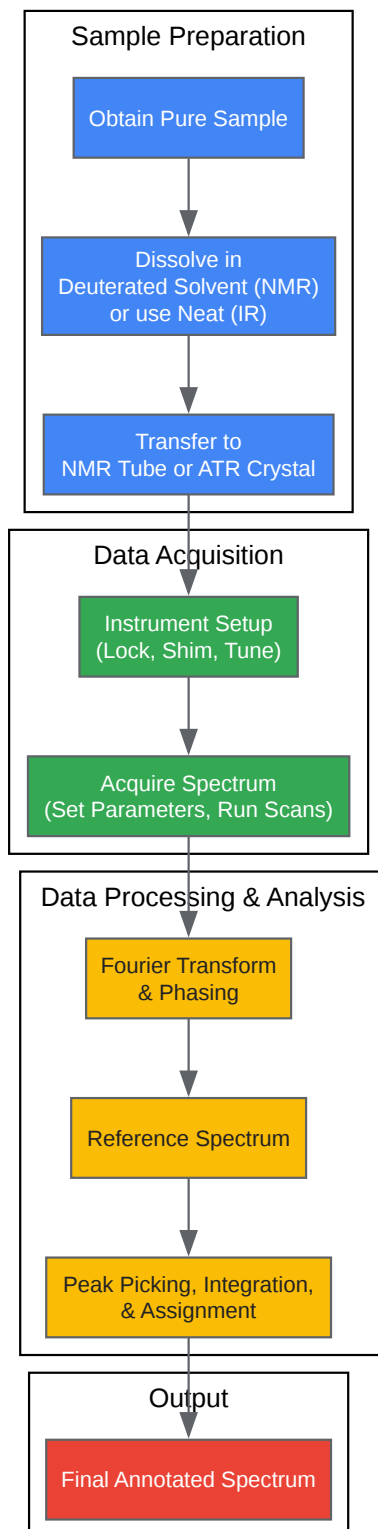 Sample Preparation
Obtain Pure Sample
Dissolve in
Deuterated Solvent (NMR)
or use Neat (IR)
Transfer to
NMR Tube or ATR Crystal
Data Acquisition
Instrument Setup
(Lock, Shim, Tune)
Acquire Spectrum
(Set Parameters, Run Scans)
Data Processing & Analysis
Fourier Transform
& Phasing
Reference Spectrum
Peak Picking, Integration,
& Assignment
Output
Final Annotated Spectrum